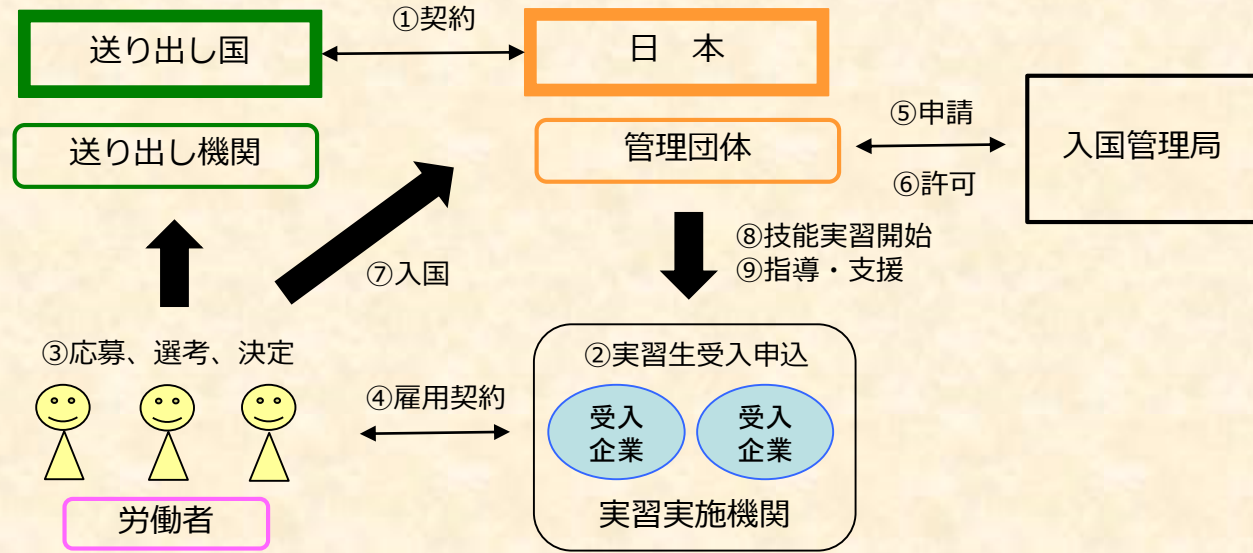 送り出し国
①契約
日　本
送り出し機関
管理団体
⑤申請
⑥許可
入国管理局
⑦入国
⑧技能実習開始
⑨指導・支援
③応募、選考、決定
④雇用契約
②実習生受入申込
受入
企業
受入
企業
実習実施機関
労働者